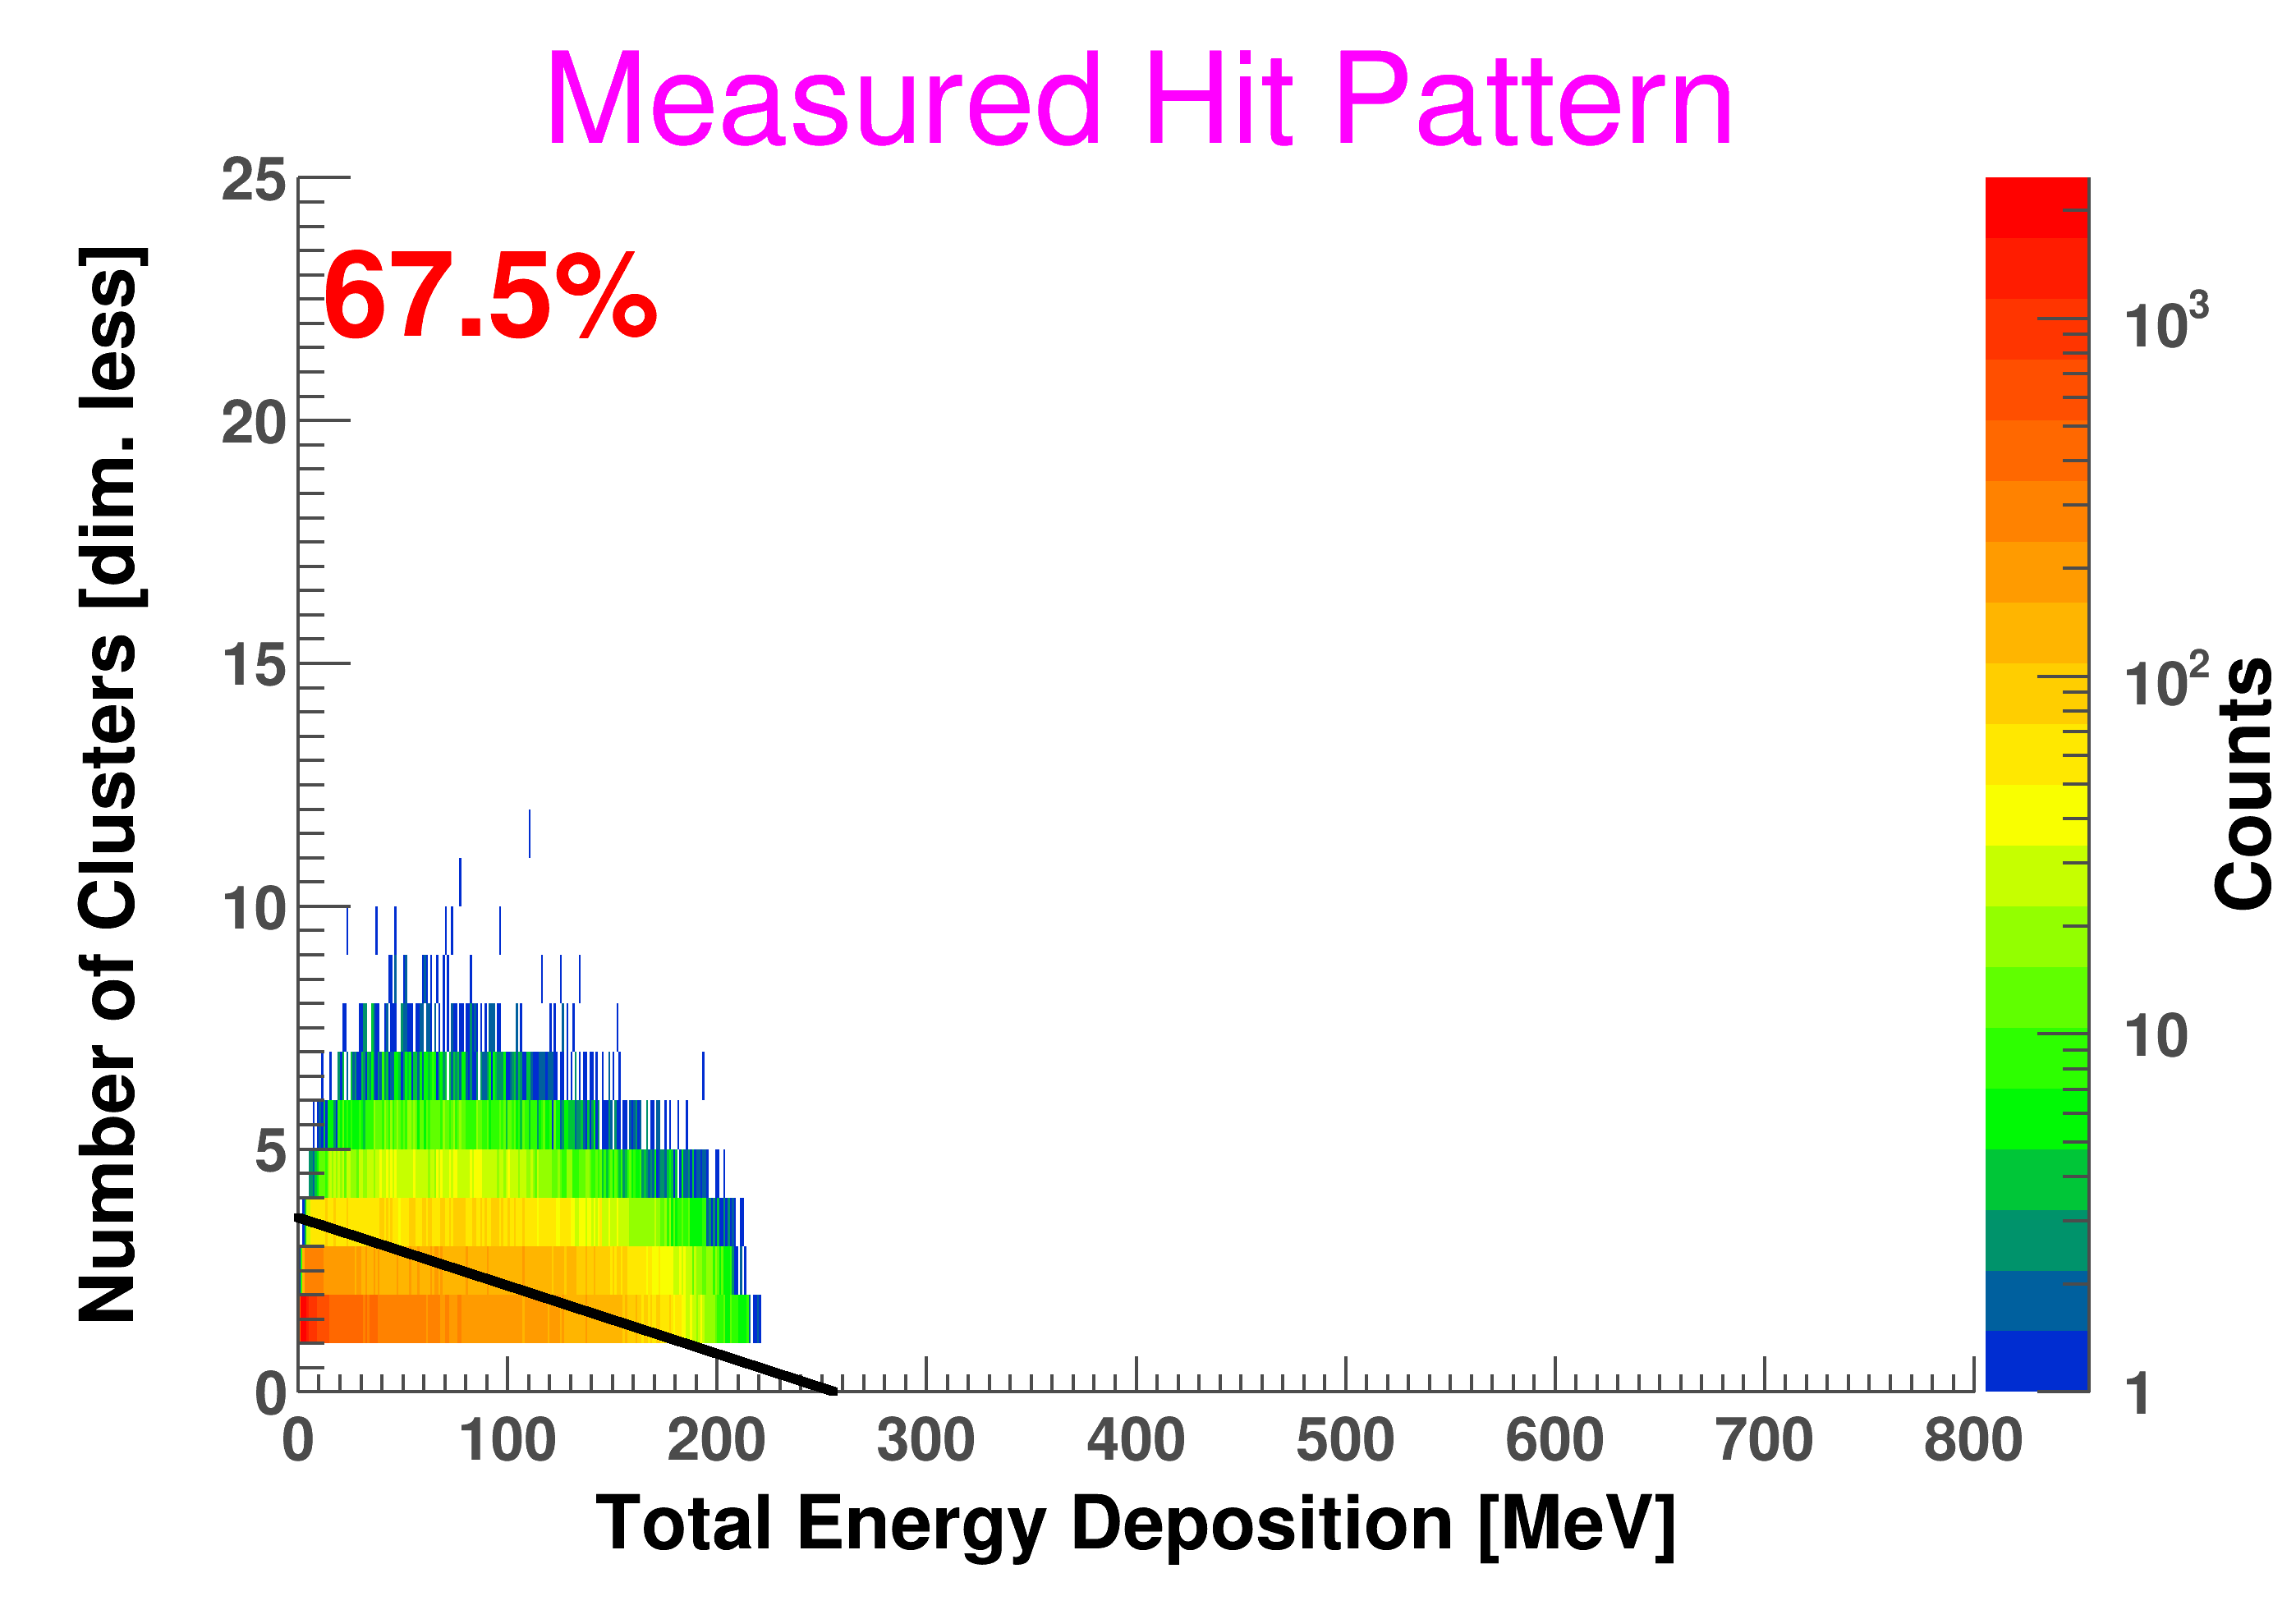 Measured Hit Pattern
67.5%
25
20
15
10
5
0
Number of Clusters [dim. less]
0 100 200 300 400 500 600 700 800
Total Energy Deposition [MeV]
10³
10²
10
1
Counts